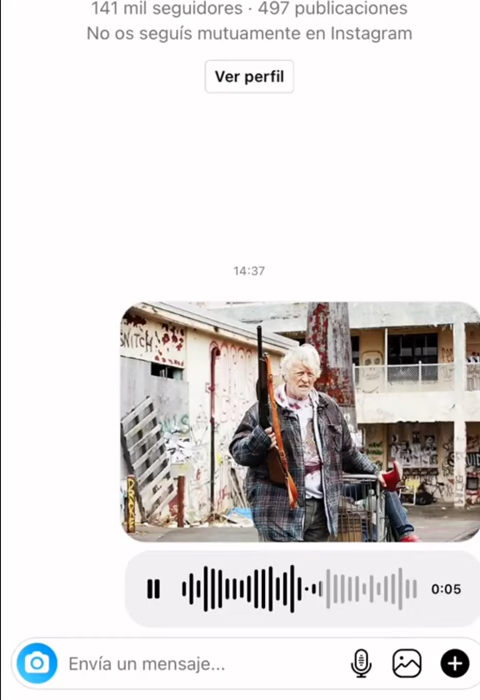 141 mil seguidores · 497 publicaciones
No os seguís mutuamente en Instagram
Ver perfil
14:37
SNITCH!
0:05
Envía un mensaje...